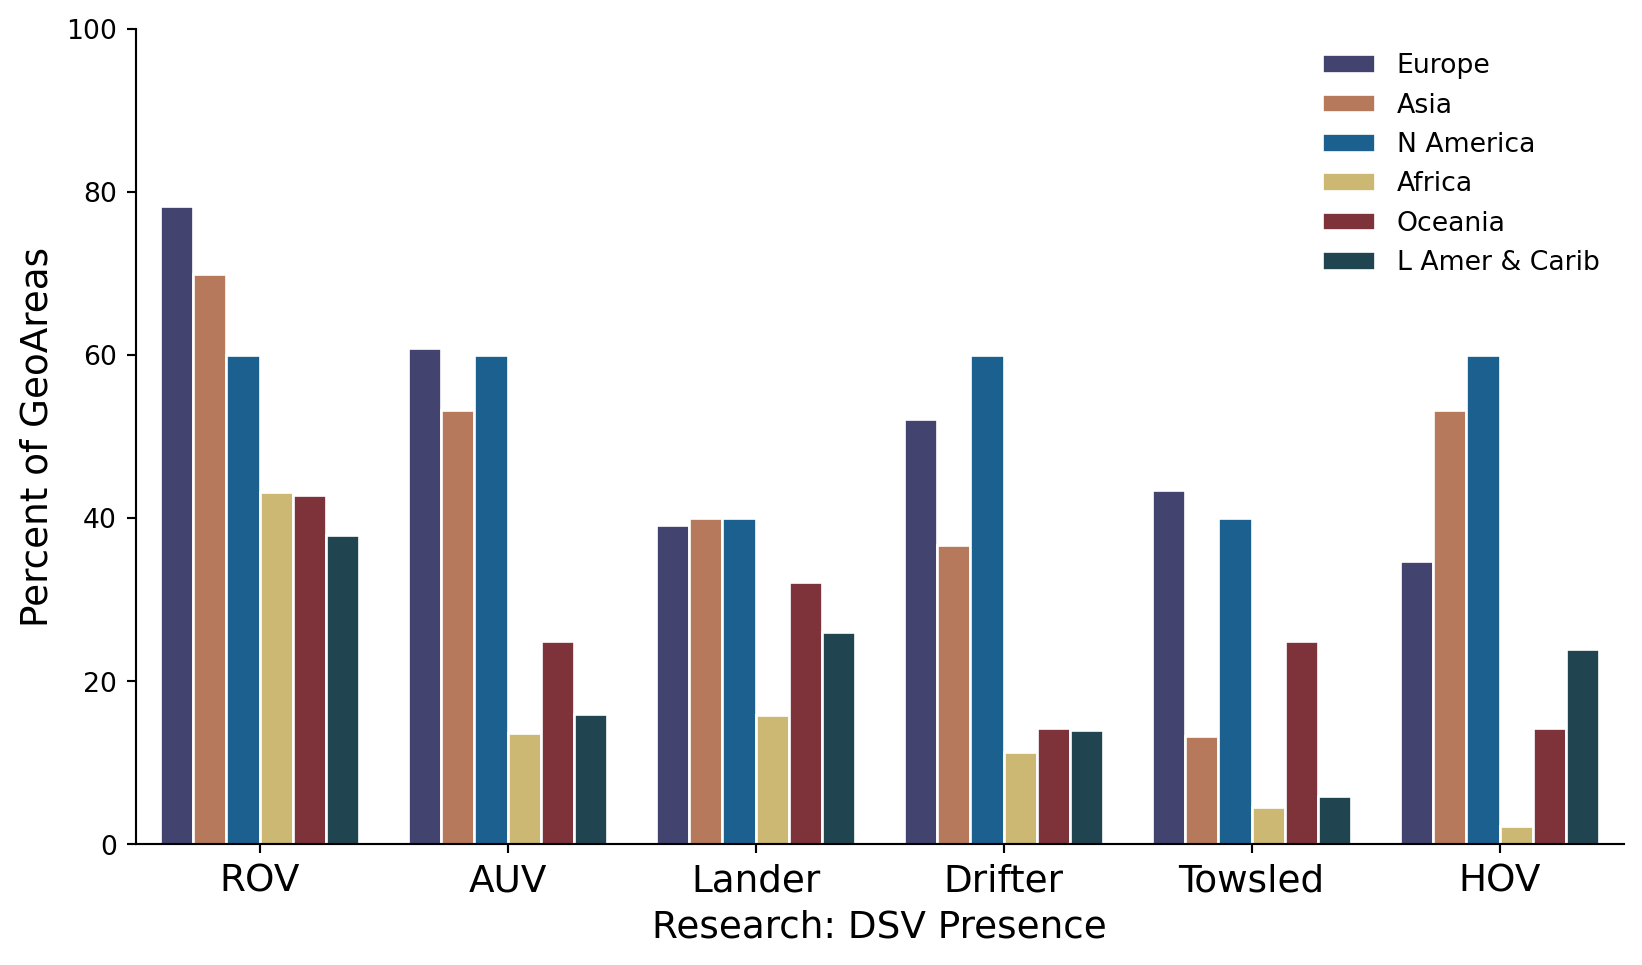 100
80
60
40
20
0
Percent of GeoAreas
Europe
Asia
N America
Africa
Oceania
L Amer & Carib
ROV
AUV
Lander
Drifter
Towsled
HOV
Research: DSV Presence